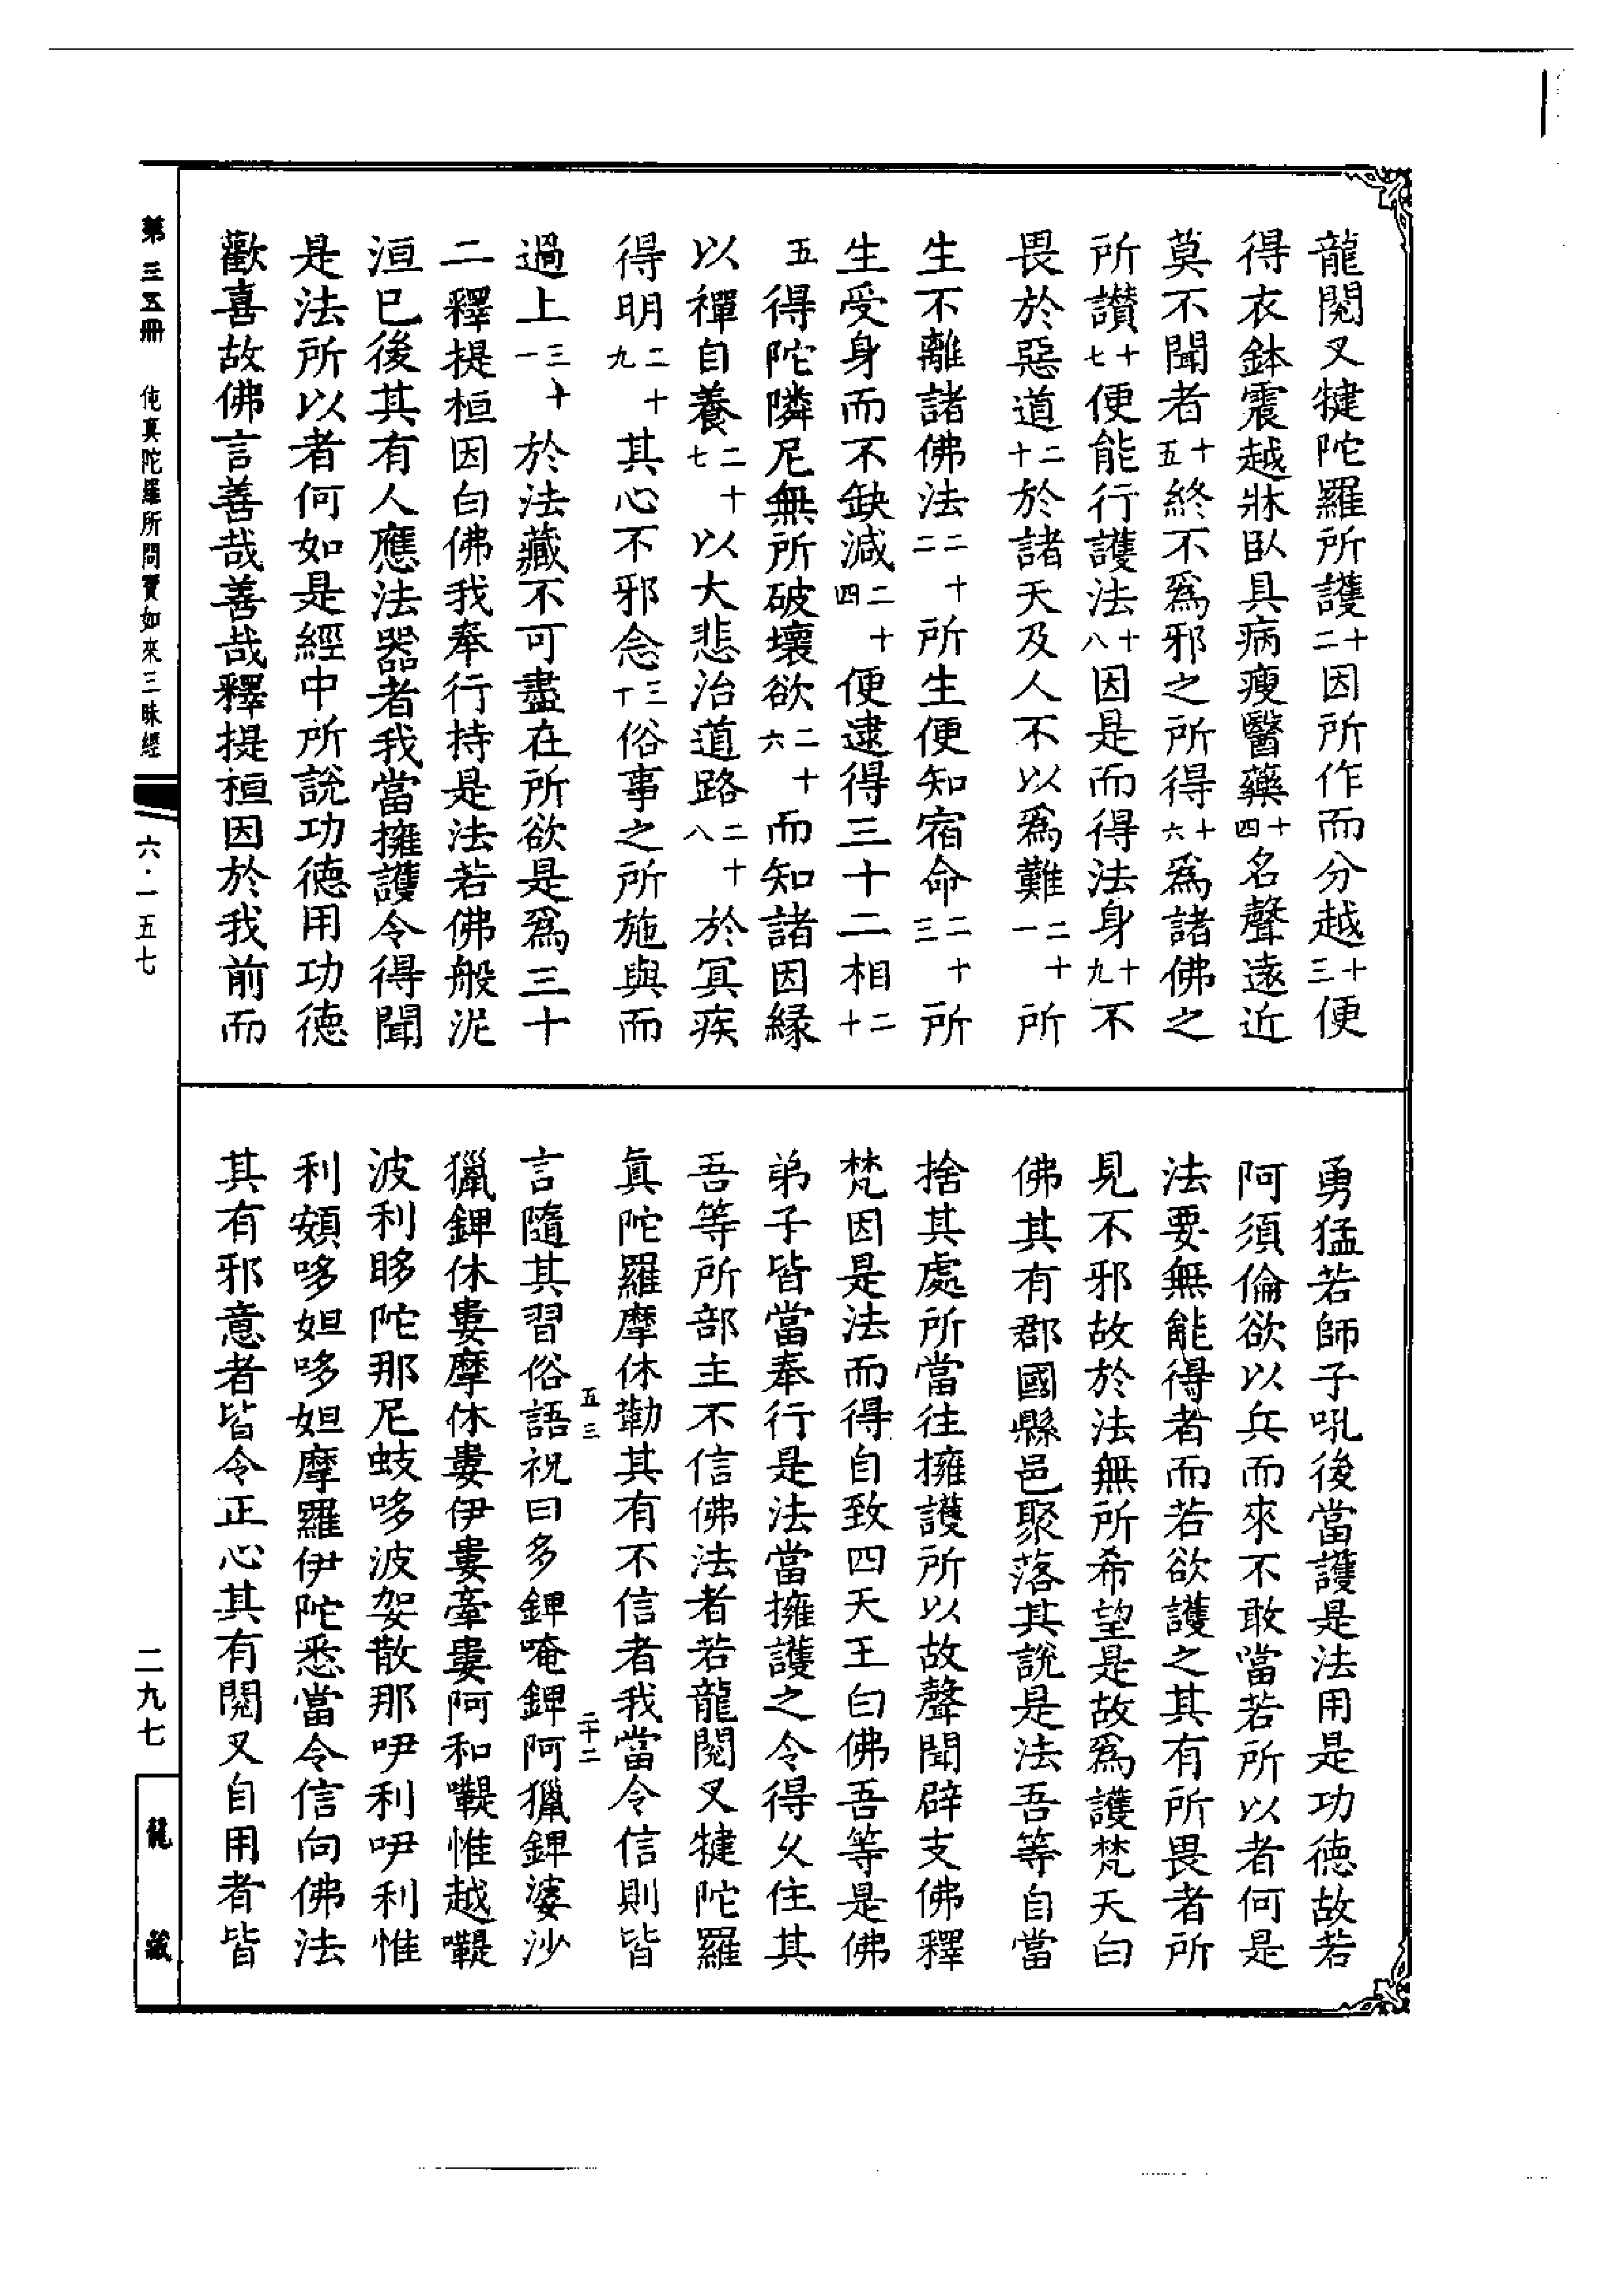 龍閱叉犍陀羅所護十二因所作而分越十三便
得衣鉢震越牀臥具病瘦醫藥十四名聲遠近
莫不聞者十五終不爲邪之所得十六爲諸佛之
所讃十七便能行護法十八因是而得法身十九不
畏於惡道二十於諸天及人不以爲難二十一所
生不離諸佛法二十二所生便知宿命二十三所
生受身而不缺減二十四便逮得三十二相二十
五得陀隣尼無所破壞欲二十六而知諸因緣
以禪自養二十七以大悲治道路二十八於冥疾
得明二十九其心不邪念三十俗事之所施與而
過上三十一於法藏不可盡在所欲是爲三十
二釋提桓因白佛我奉行持是法若佛般泥
洹已後其有人應法器者我當擁護令得聞
是法所以者何如是經中所說功德用功德
歡喜故佛言善哉善哉釋提桓因於我前而
勇猛若師子吼後當護是法用是功德故若
阿須倫欲以兵而來不敢當若所以者何是
法要無能得者而若欲護之其有所畏者所
見不邪故於法無所希望是故爲護梵天白
佛其有郡國縣邑聚落其說是法吾等自當
捨其處所當往擁護所以故聲聞辟支佛釋
梵因是法而得自致四天王白佛吾等是佛
弟子皆當奉行是法當擁護之令得久住其
吾等所部主不信佛法者若龍閱叉犍陀羅
真陀羅摩休勒其有不信者我當令信則皆
五三
二十二
言隨其習俗語祝曰多錍唵錍阿獵錍婆沙
獵錍休婁摩休婁伊婁牽婁阿和𠿒惟越𠿒
波利眵陀那尼蚑哆波袈散那吚利吚利惟
利頞哆妲哆妲摩羅伊陀悉當令信向佛法
其有邪意者皆令正心其有閱叉自用者皆
第三五冊
伅真陀羅所問寶如來三昧經
六·一五七
二九七
龍藏